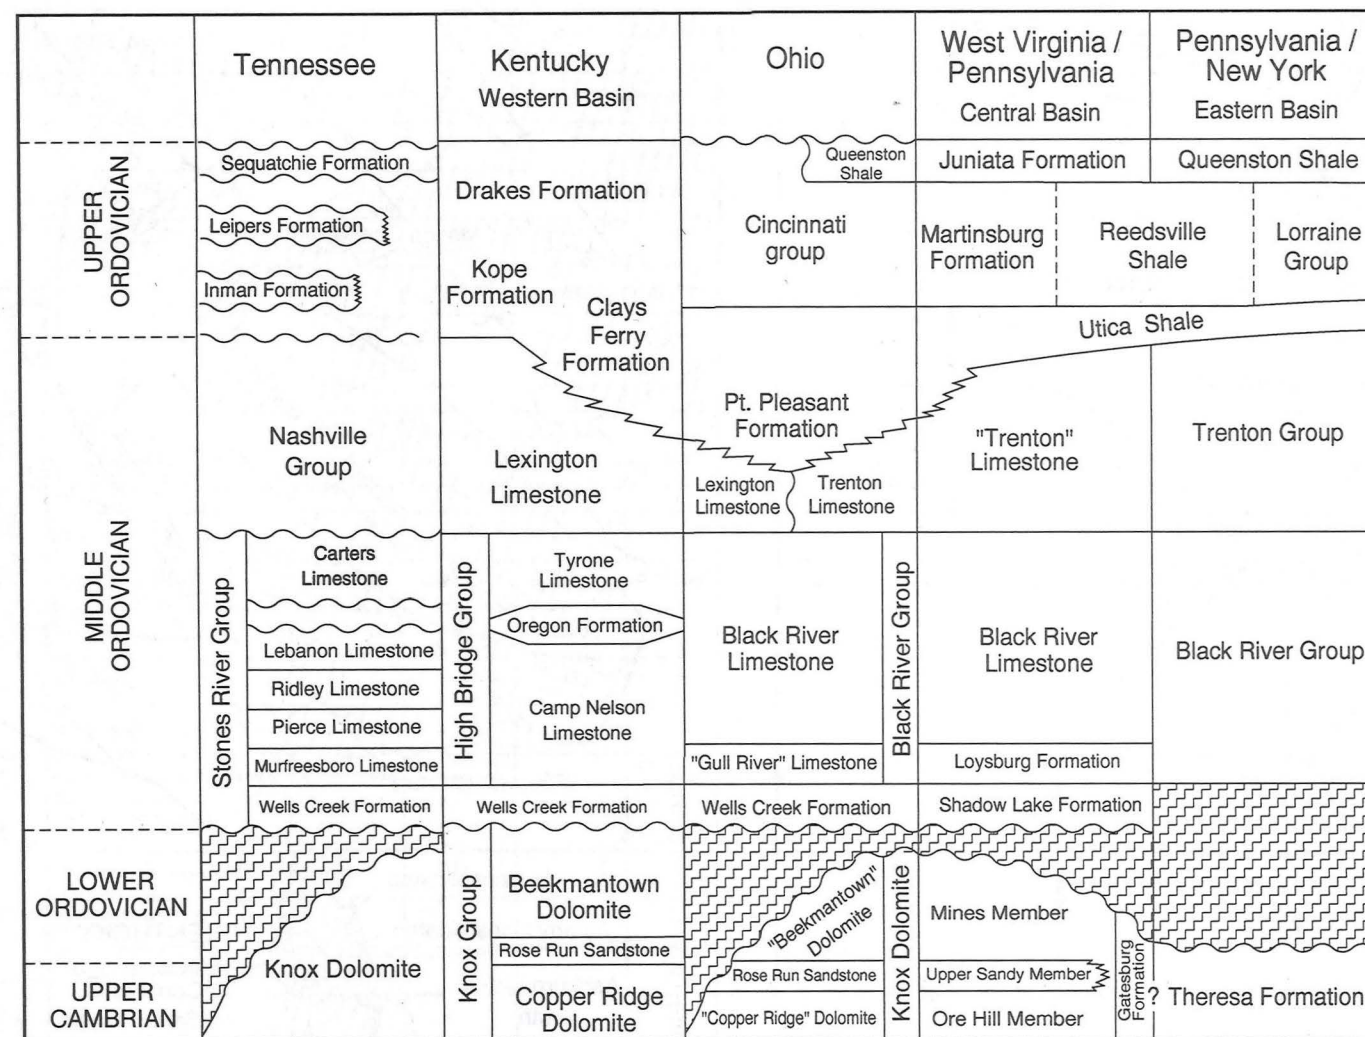 Tennessee
Kentucky
Western Basin
Ohio
West Virginia /
Pennsylvania
Central Basin
Pennsylvania /
New York
Eastern Basin
UPPER
ORDOVICIAN
Sequatchie Formation
Leipers Formation
Inman Formation
Drakes Formation
Kope
Formation
Clays
Ferry
Formation
Queenston
Shale
Cincinnati
group
Juniata Formation
Queenston Shale
Martinsburg
Formation
Reedsville
Shale
Lorraine
Group
Utica Shale
MIDDLE
ORDOVICIAN
Nashville
Group
Lexington
Limestone
Pt. Pleasant
Formation
Lexington
Limestone
Trenton
Limestone
"Trenton"
Limestone
Trenton Group
Stones River Group
Carters
Limestone
Lebanon Limestone
Ridley Limestone
Pierce Limestone
Murfreesboro Limestone
Wells Creek Formation
High Bridge Group
Tyrone
Limestone
Oregon Formation
Camp Nelson
Limestone
Wells Creek Formation
Black River
Limestone
"Gull River" Limestone
Wells Creek Formation
Black River Group
Black River
Limestone
Loysburg Formation
Shadow Lake Formation
Black River Group
LOWER
ORDOVICIAN
UPPER
CAMBRIAN
Knox Dolomite
Knox Group
Beekmantown
Dolomite
Rose Run Sandstone
Copper Ridge
Dolomite
"Beekmantown"
Dolomite
Rose Run Sandstone
"Copper Ridge" Dolomite
Knox Dolomite
Mines Member
Upper Sandy Member
Ore Hill Member
Gatesburg
Formation
? Theresa Formation